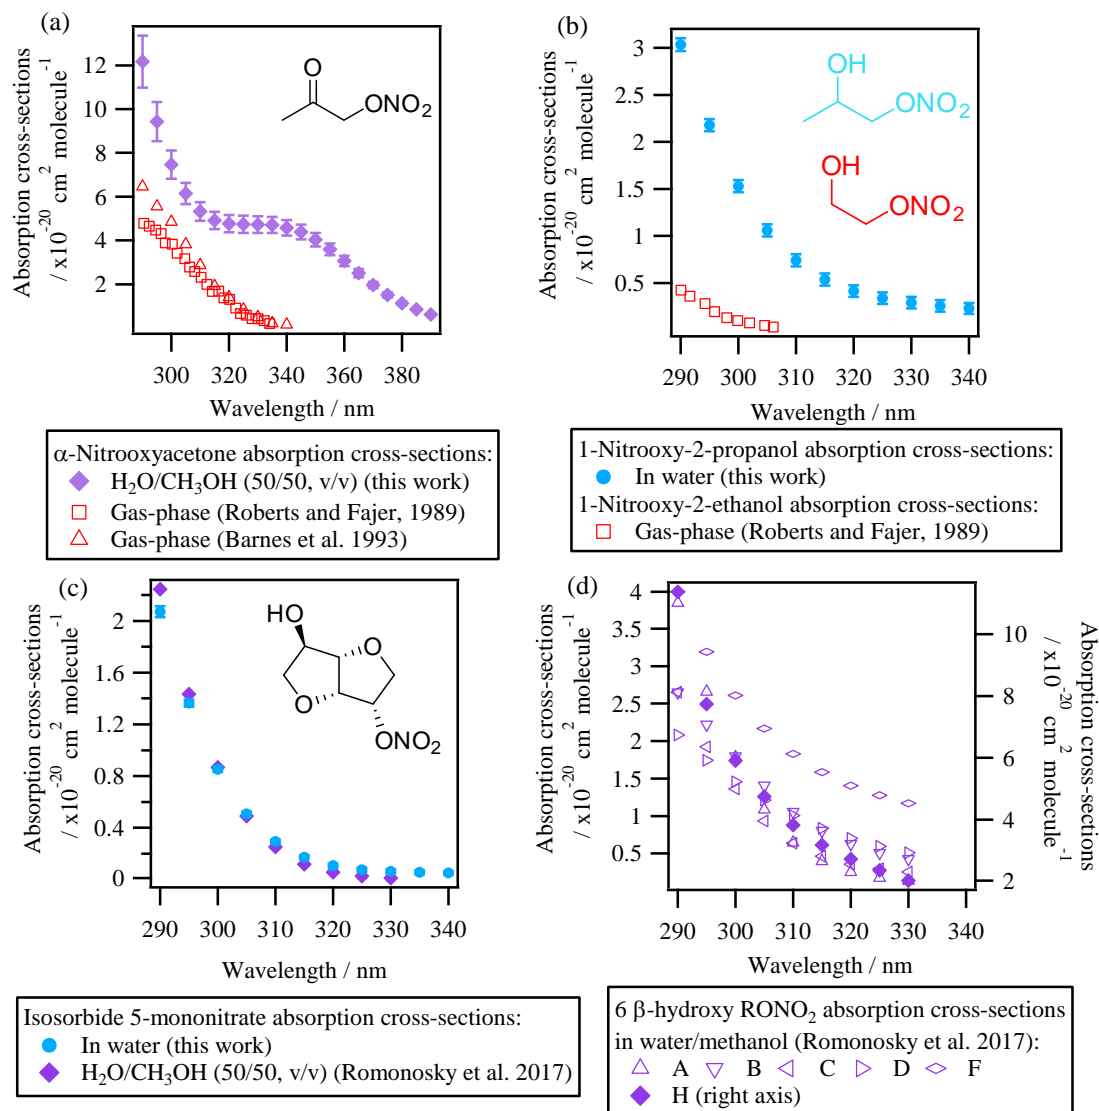 (a)
Absorption cross-sections
/ x10⁻²⁰ cm² molecule⁻¹
12
10
8
6
4
2
O
ONO₂
300 320 340 360 380
Wavelength / nm
α-Nitrooxyacetone absorption cross-sections:
H₂O/CH₃OH (50/50, v/v) (this work)
Gas-phase (Roberts and Fajer, 1989)
Gas-phase (Barnes et al. 1993)
(b)
Absorption cross-sections
/ x10⁻²⁰ cm² molecule⁻¹
3
2.5
2
1.5
1
0.5
OH
ONO₂
OH
ONO₂
290 300 310 320 330 340
Wavelength / nm
1-Nitrooxy-2-propanol absorption cross-sections:
In water (this work)
1-Nitrooxy-2-ethanol absorption cross-sections:
Gas-phase (Roberts and Fajer, 1989)
(c)
Absorption cross-sections
/ x10⁻²⁰ cm² molecule⁻¹
2
1.6
1.2
0.8
0.4
0
HO
O
O
ONO₂
290 300 310 320 330 340
Wavelength / nm
Isosorbide 5-mononitrate absorption cross-sections:
In water (this work)
H₂O/CH₃OH (50/50, v/v) (Romonosky et al. 2017)
(d)
Absorption cross-sections
/ x10⁻²⁰ cm² molecule⁻¹
4
3.5
3
2.5
2
1.5
1
0.5
10
8
6
4
2
Absorption cross-sections
/ x10⁻²⁰ cm² molecule⁻¹
290 300 310 320 330 340
Wavelength / nm
6 β-hydroxy RONO₂ absorption cross-sections
in water/methanol (Romonosky et al. 2017):
A B C D F
H (right axis)